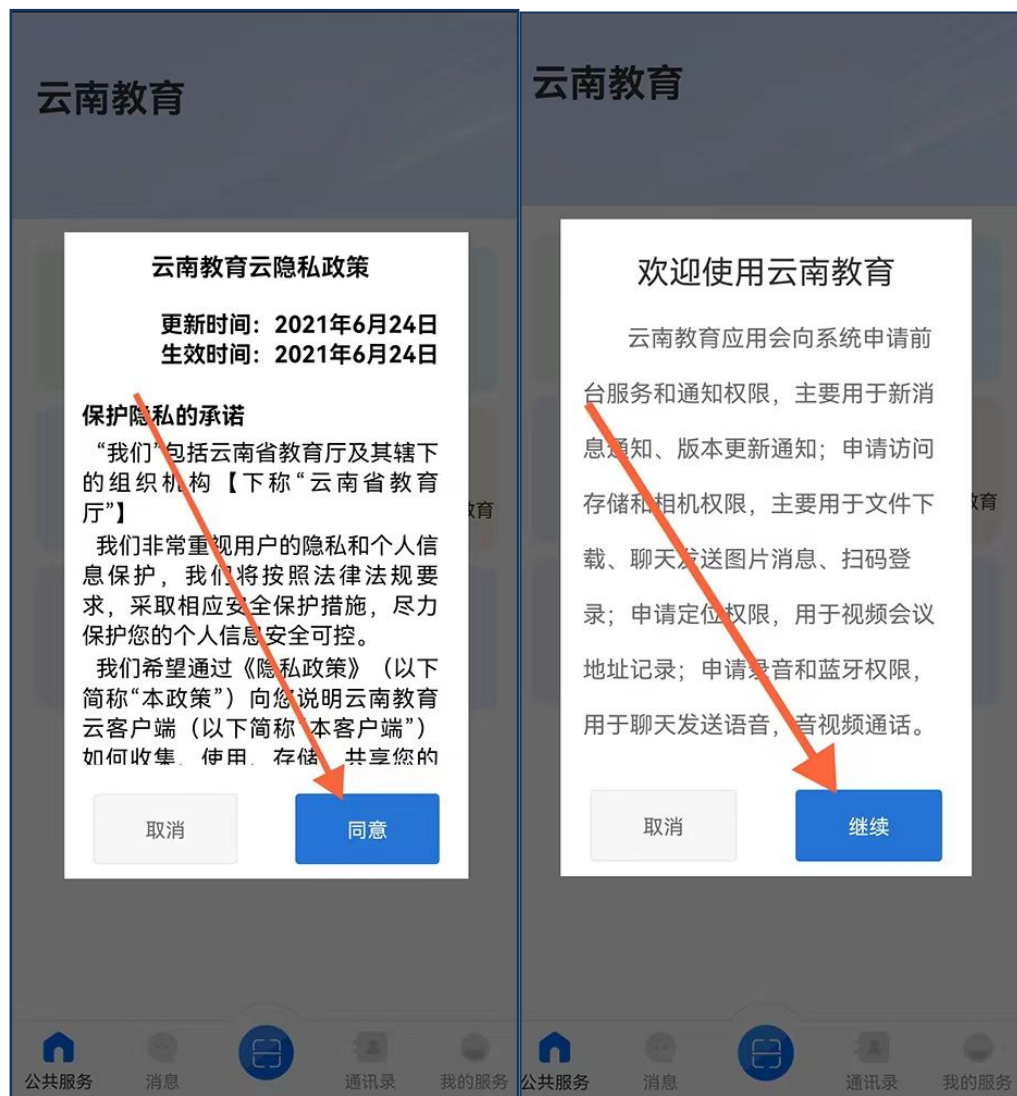 云南教育
云南教育云隐私政策
更新时间：2021年6月24日
生效时间：2021年6月24日
保护隐私的承诺
“我们”包括云南省教育厅及其辖下
的组织机构【下称“云南省教育
厅”】
我们非常重视用户的隐私和个人信
息保护，我们将按照法律法规要
求，采取相应安全保护措施，尽力
保护您的个人信息安全可控。
我们希望通过《隐私政策》（以下
简称“本政策”）向您说明云南教育
云客户端（以下简称“本客户端”）
如何收集、使用、存储、共享您的
取消
同意
教育
公共服务
消息
通讯录
我的服务
云南教育
欢迎使用云南教育
云南教育应用会向系统申请前
台服务和通知权限，主要用于新消
息通知、版本更新通知；申请访问
存储和相机权限，主要用于文件下
载、聊天发送图片消息、扫码登
录；申请定位权限，用于视频会议
地址记录；申请录音和蓝牙权限，
用于聊天发送语音，音视频通话。
取消
继续
教育
公共服务
消息
通讯录
我的服务